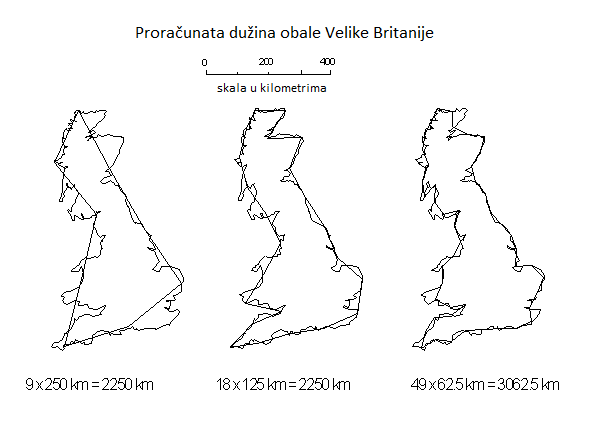 Proračunata dužina obale Velike Britanije
0 200 400
skala u kilometrima
9 x 250 km = 2250 km
18 x 125 km = 2250 km
49 x 62.5 km = 3062.5 km